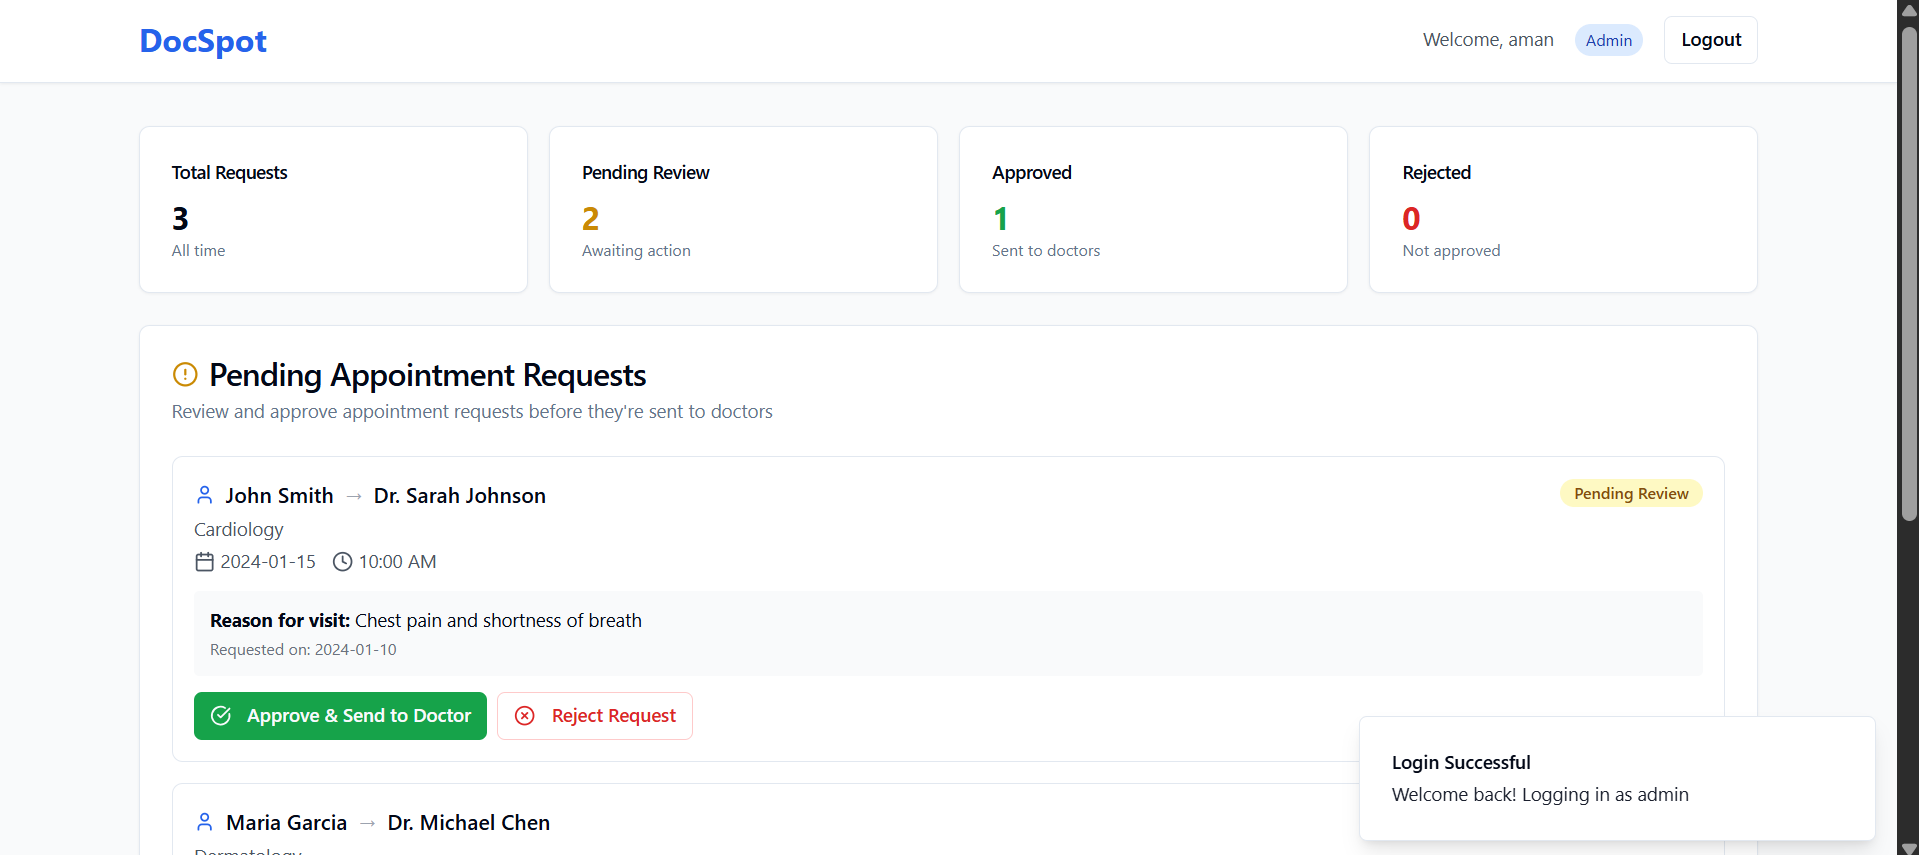 DocSpot
Welcome, aman
Admin
Logout
Total Requests
3
All time
Pending Review
2
Awaiting action
Approved
1
Sent to doctors
Rejected
0
Not approved
Pending Appointment Requests
Review and approve appointment requests before they're sent to doctors
John Smith → Dr. Sarah Johnson
Pending Review
Cardiology
2024-01-15 10:00 AM
Reason for visit: Chest pain and shortness of breath
Requested on: 2024-01-10
Approve & Send to Doctor
Reject Request
Login Successful
Welcome back! Logging in as admin
Maria Garcia → Dr. Michael Chen
Dermatology